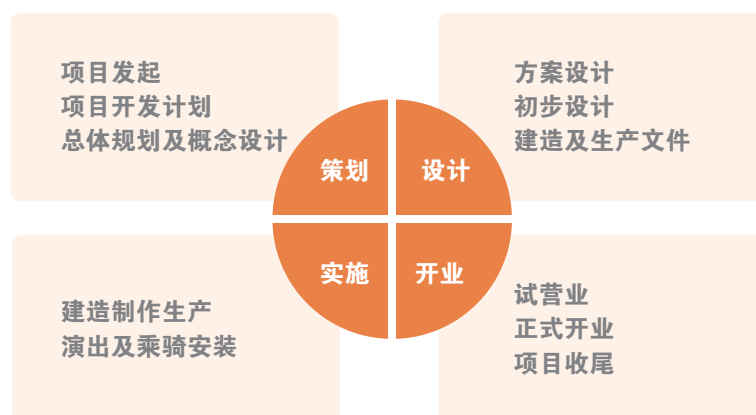 项目发起
项目开发计划
总体规划及概念设计
策划
方案设计
初步设计
建造及生产文件
设计
建造制作生产
演出及乘骑安装
实施
试营业
正式开业
项目收尾
开业